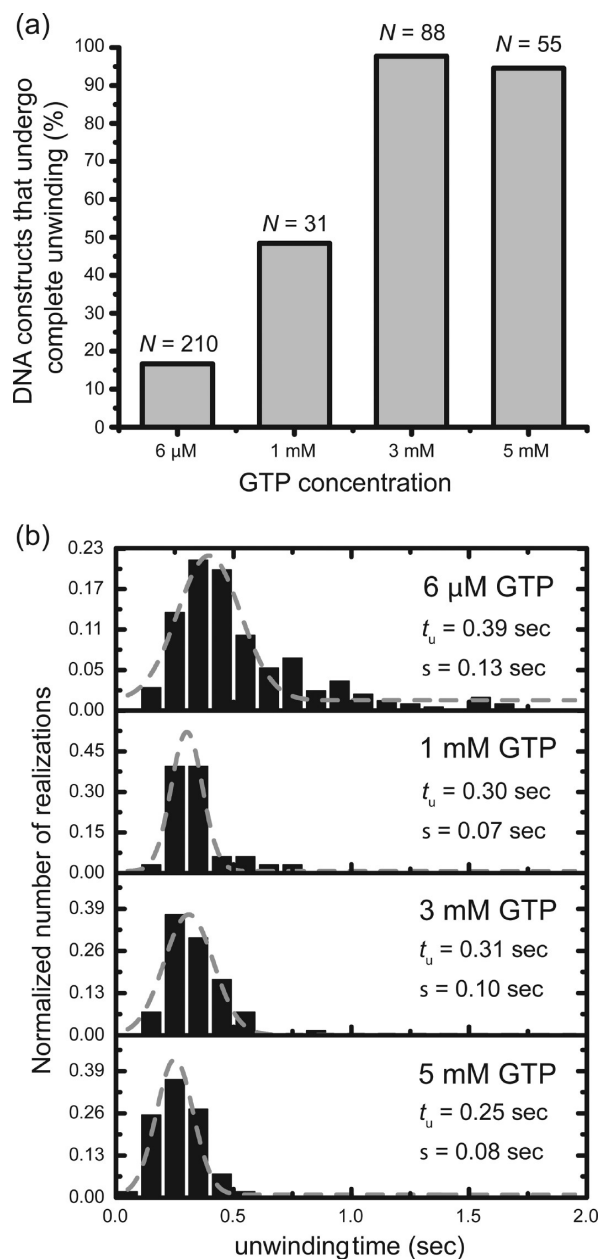 (a)
DNA constructs that undergo
complete unwinding (%)
100
90
80
70
60
50
40
30
20
10
0
N = 210
N = 31
N = 88
N = 55
6 μM
1 mM
3 mM
5 mM
GTP concentration
(b)
Normalized number of realizations
0.23
0.17
0.11
0.05
0.00
6 μM GTP
tu = 0.39 sec
s = 0.13 sec
0.45
0.30
0.15
0.00
1 mM GTP
tu = 0.30 sec
s = 0.07 sec
0.39
0.26
0.13
0.00
3 mM GTP
tu = 0.31 sec
s = 0.10 sec
0.39
0.26
0.13
0.00
5 mM GTP
tu = 0.25 sec
s = 0.08 sec
0.0
0.5
1.0
1.5
2.0
unwinding time (sec)